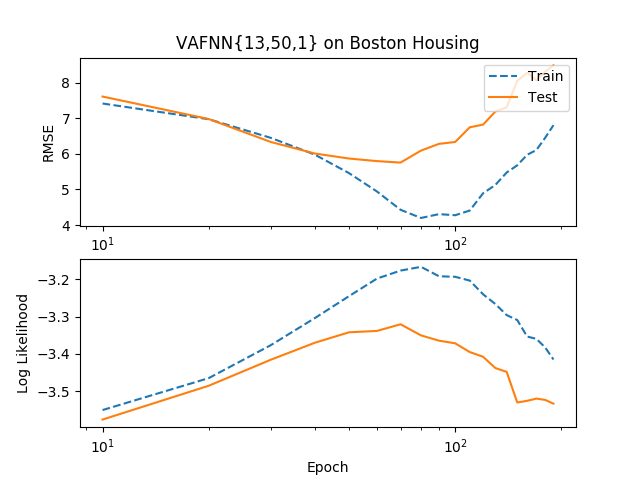 VAFNN{13,50,1} on Boston Housing
RMSE
8
7
6
5
4
10¹
10²
Train
Test
Log Likelihood
−3.2
−3.3
−3.4
−3.5
10¹
10²
Epoch